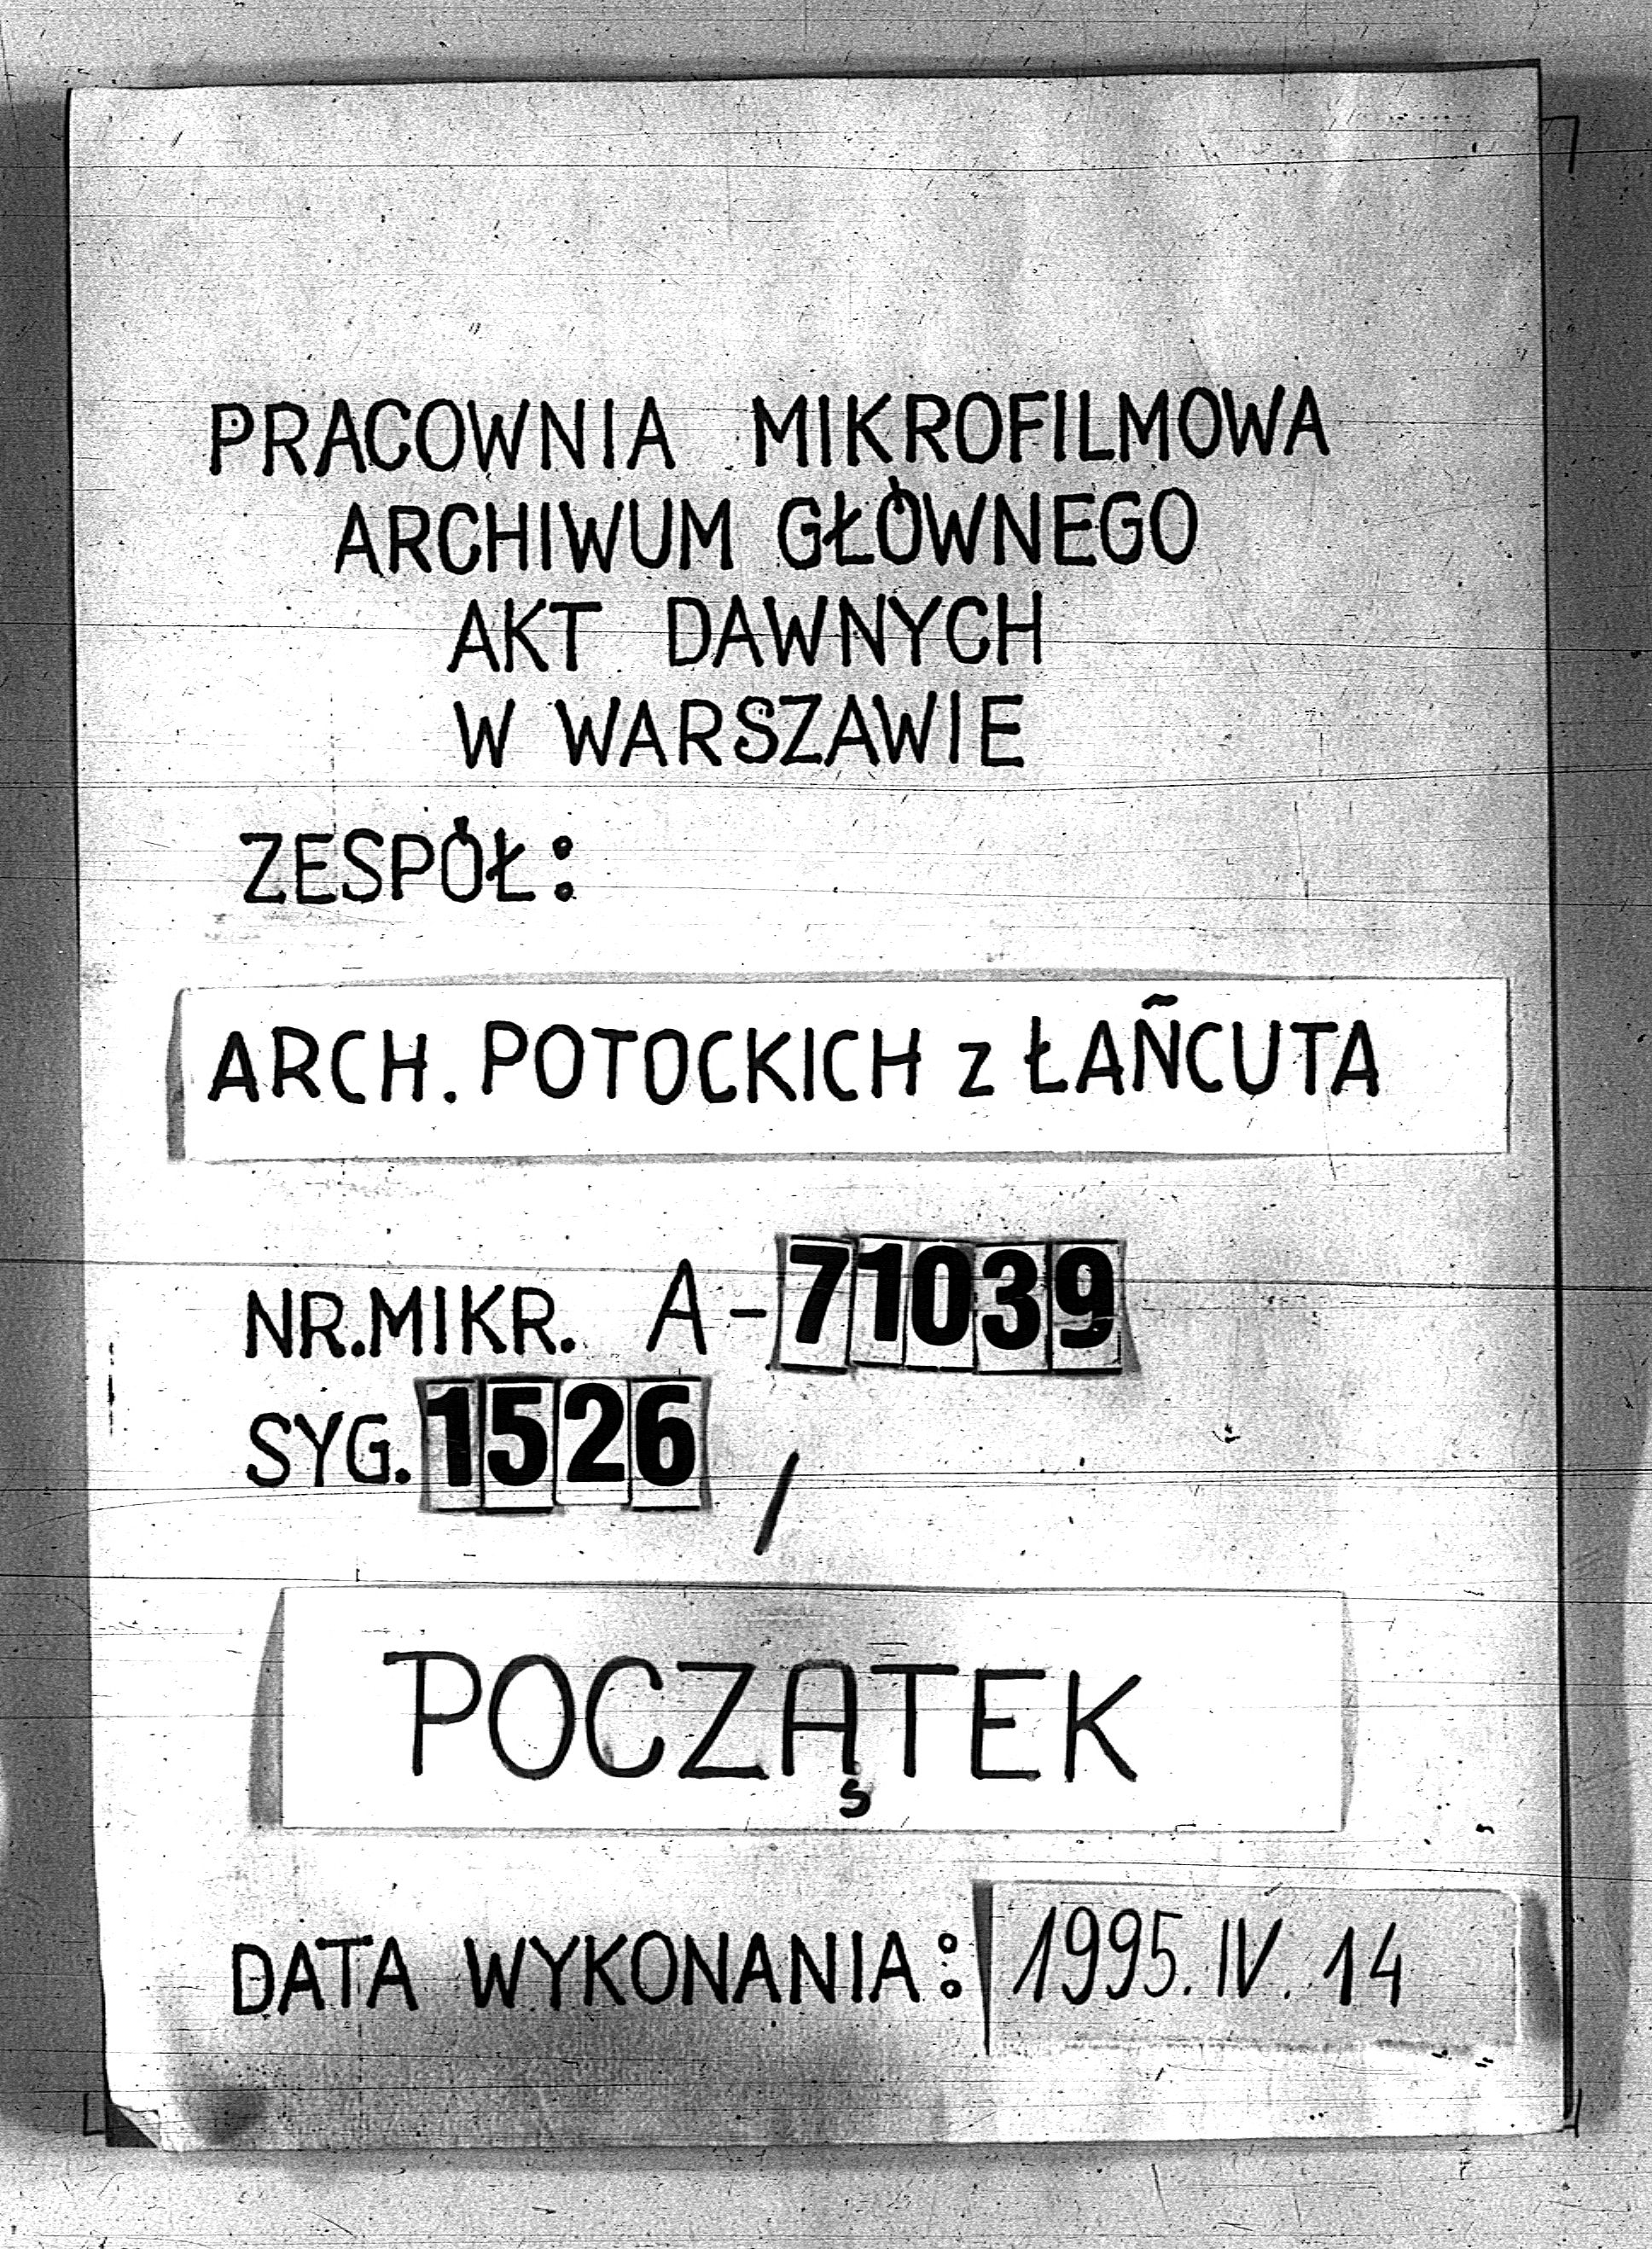 PRACOWNIA MIKROFILMOWA
ARCHIWUM GŁÓWNEGO
AKT DAWNYCH
W WARSZAWIE
ZESPÓŁ:
ARCH. POTOCKICH z ŁAŃCUTA
NR.MIKR. A-71039
SYG. 1526 /
POCZĄTEK
DATA WYKONANIA: 1995.IV.14